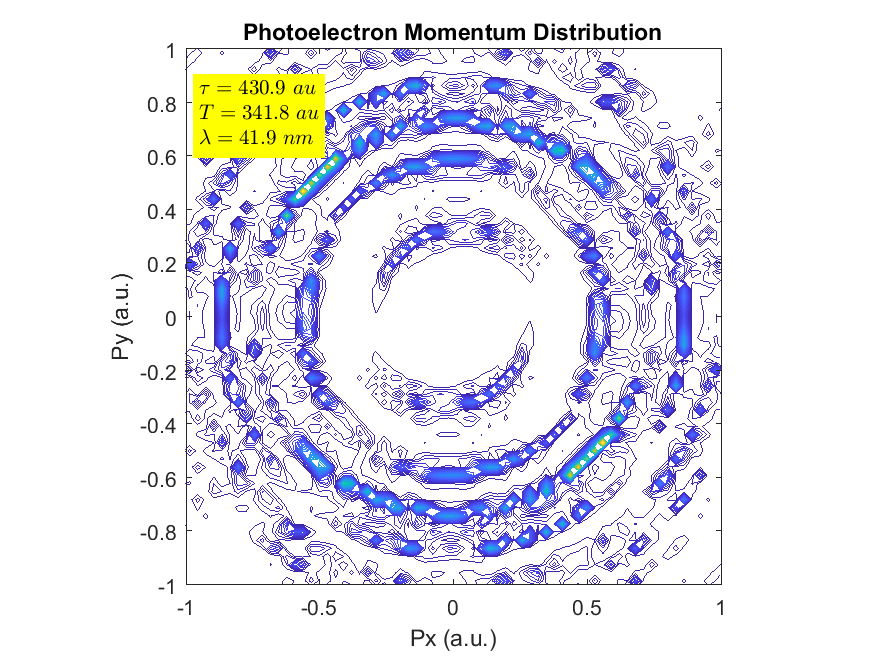 Photoelectron Momentum Distribution
τ = 430.9 au
T = 341.8 au
λ = 41.9 nm
1
0.8
0.6
0.4
0.2
0
-0.2
-0.4
-0.6
-0.8
-1
Py (a.u.)
-1 -0.5 0 0.5 1
Px (a.u.)